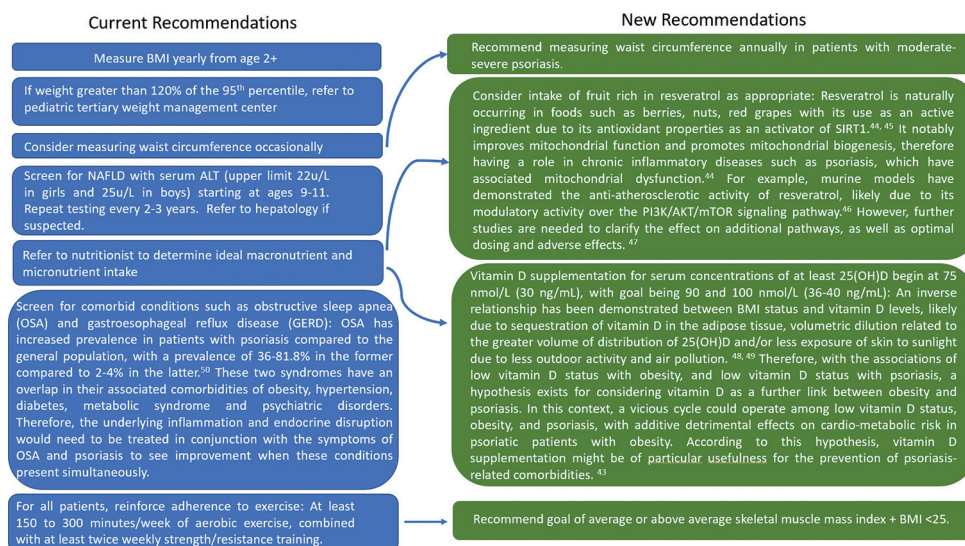 Current Recommendations
Measure BMI yearly from age 2+
If weight greater than 120% of the 95th percentile, refer to
pediatric tertiary weight management center
Consider measuring waist circumference occasionally
Screen for NAFLD with serum ALT (upper limit 22u/L
in girls and 25u/L in boys) starting at ages 9-11.
Repeat testing every 2-3 years. Refer to hepatology if
suspected.
Refer to nutritionist to determine ideal macronutrient and
micronutrient intake
Screen for comorbid conditions such as obstructive sleep apnea
(OSA) and gastroesophageal reflux disease (GERD): OSA has
increased prevalence in patients with psoriasis compared to the
general population, with a prevalence of 36-81.8% in the former
compared to 2-4% in the latter.50 These two syndromes have an
overlap in their associated comorbidities of obesity, hypertension,
diabetes, metabolic syndrome and psychiatric disorders.
Therefore, the underlying inflammation and endocrine disruption
would need to be treated in conjunction with the symptoms of
OSA and psoriasis to see improvement when these conditions
present simultaneously.
For all patients, reinforce adherence to exercise: At least
150 to 300 minutes/week of aerobic exercise, combined
with at least twice weekly strength/resistance training.
New Recommendations
Recommend measuring waist circumference annually in patients with moderate-
severe psoriasis.
Consider intake of fruit rich in resveratrol as appropriate: Resveratrol is naturally
occurring in foods such as berries, nuts, red grapes with its use as an active
ingredient due to its antioxidant properties as an activator of SIRT1.44, 45 It notably
improves mitochondrial function and promotes mitochondrial biogenesis, therefore
having a role in chronic inflammatory diseases such as psoriasis, which have
associated mitochondrial dysfunction.44 For example, murine models have
demonstrated the anti-atherosclerotic activity of resveratrol, likely due to its
modulatory activity over the PI3K/AKT/mTOR signaling pathway.46 However, further
studies are needed to clarify the effect on additional pathways, as well as optimal
dosing and adverse effects. 47
Vitamin D supplementation for serum concentrations of at least 25(OH)D begin at 75
nmol/L (30 ng/mL), with goal being 90 and 100 nmol/L (36-40 ng/mL): An inverse
relationship has been demonstrated between BMI status and vitamin D levels, likely
due to sequestration of vitamin D in the adipose tissue, volumetric dilution related to
the greater volume of distribution of 25(OH)D and/or less exposure of skin to sunlight
due to less outdoor activity and air pollution. 48, 49 Therefore, with the associations of
low vitamin D status with obesity, and low vitamin D status with psoriasis, a
hypothesis exists for considering vitamin D as a further link between obesity and
psoriasis. In this context, a vicious cycle could operate among low vitamin D status,
obesity, and psoriasis, with additive detrimental effects on cardio-metabolic risk in
psoriatic patients with obesity. According to this hypothesis, vitamin D
supplementation might be of particular usefulness for the prevention of psoriasis-
related comorbidities. 43
Recommend goal of average or above average skeletal muscle mass index + BMI <25.